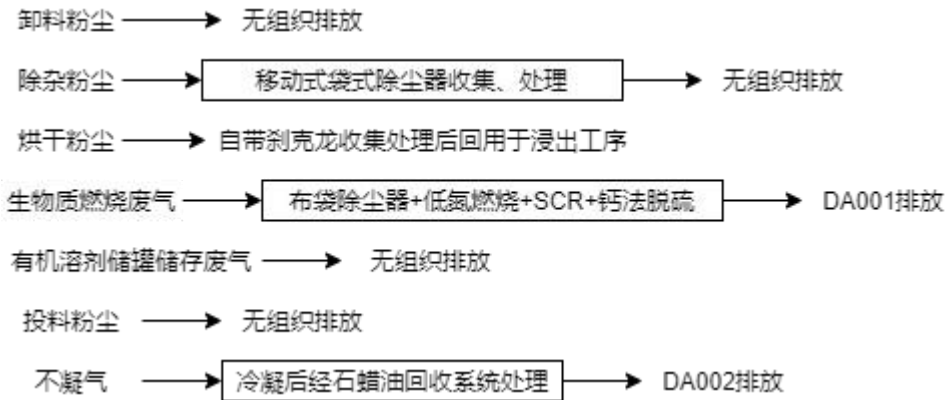 卸料粉尘 无组织排放
除杂粉尘 移动式袋式除尘器收集、处理 无组织排放
烘干粉尘 自带刹克龙收集处理后回用于浸出工序
生物质燃烧废气 布袋除尘器+低氮燃烧+SCR+钙法脱硫 DA001排放
有机溶剂储罐储存废气 无组织排放
投料粉尘 无组织排放
不凝气 冷凝后经石蜡油回收系统处理 DA002排放